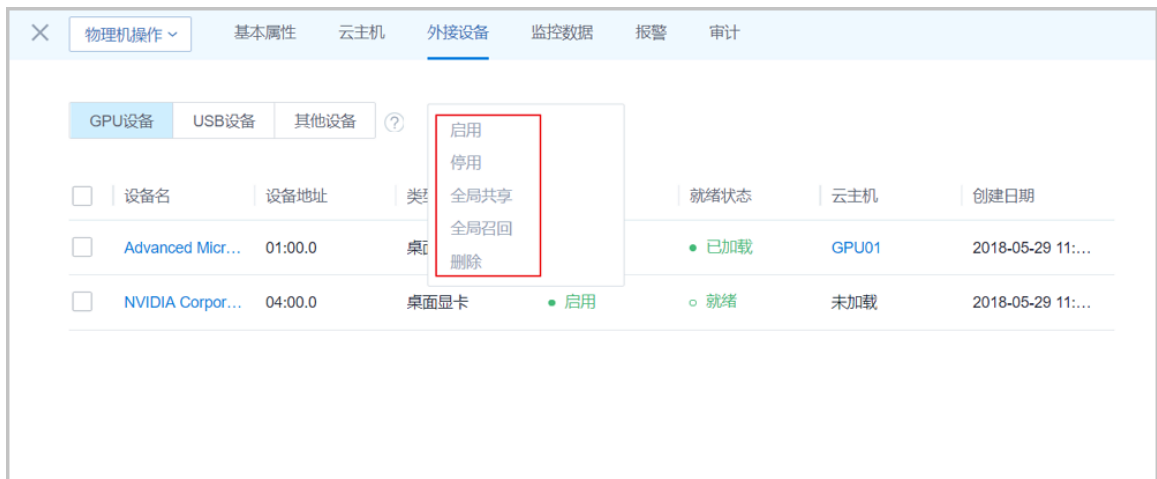 物理机操作 基本属性 云主机 外接设备 监控数据 报警 审计
GPU设备 USB设备 其他设备 ?
启用
停用
全局共享
全局召回
删除
设备名 设备地址 就绪状态 云主机 创建日期
Advanced Micr... 01:00.0 已加载 GPU01 2018-05-29 11:...
NVIDIA Corpor... 04:00.0 桌面显卡 启用 就绪 未加载 2018-05-29 11:...